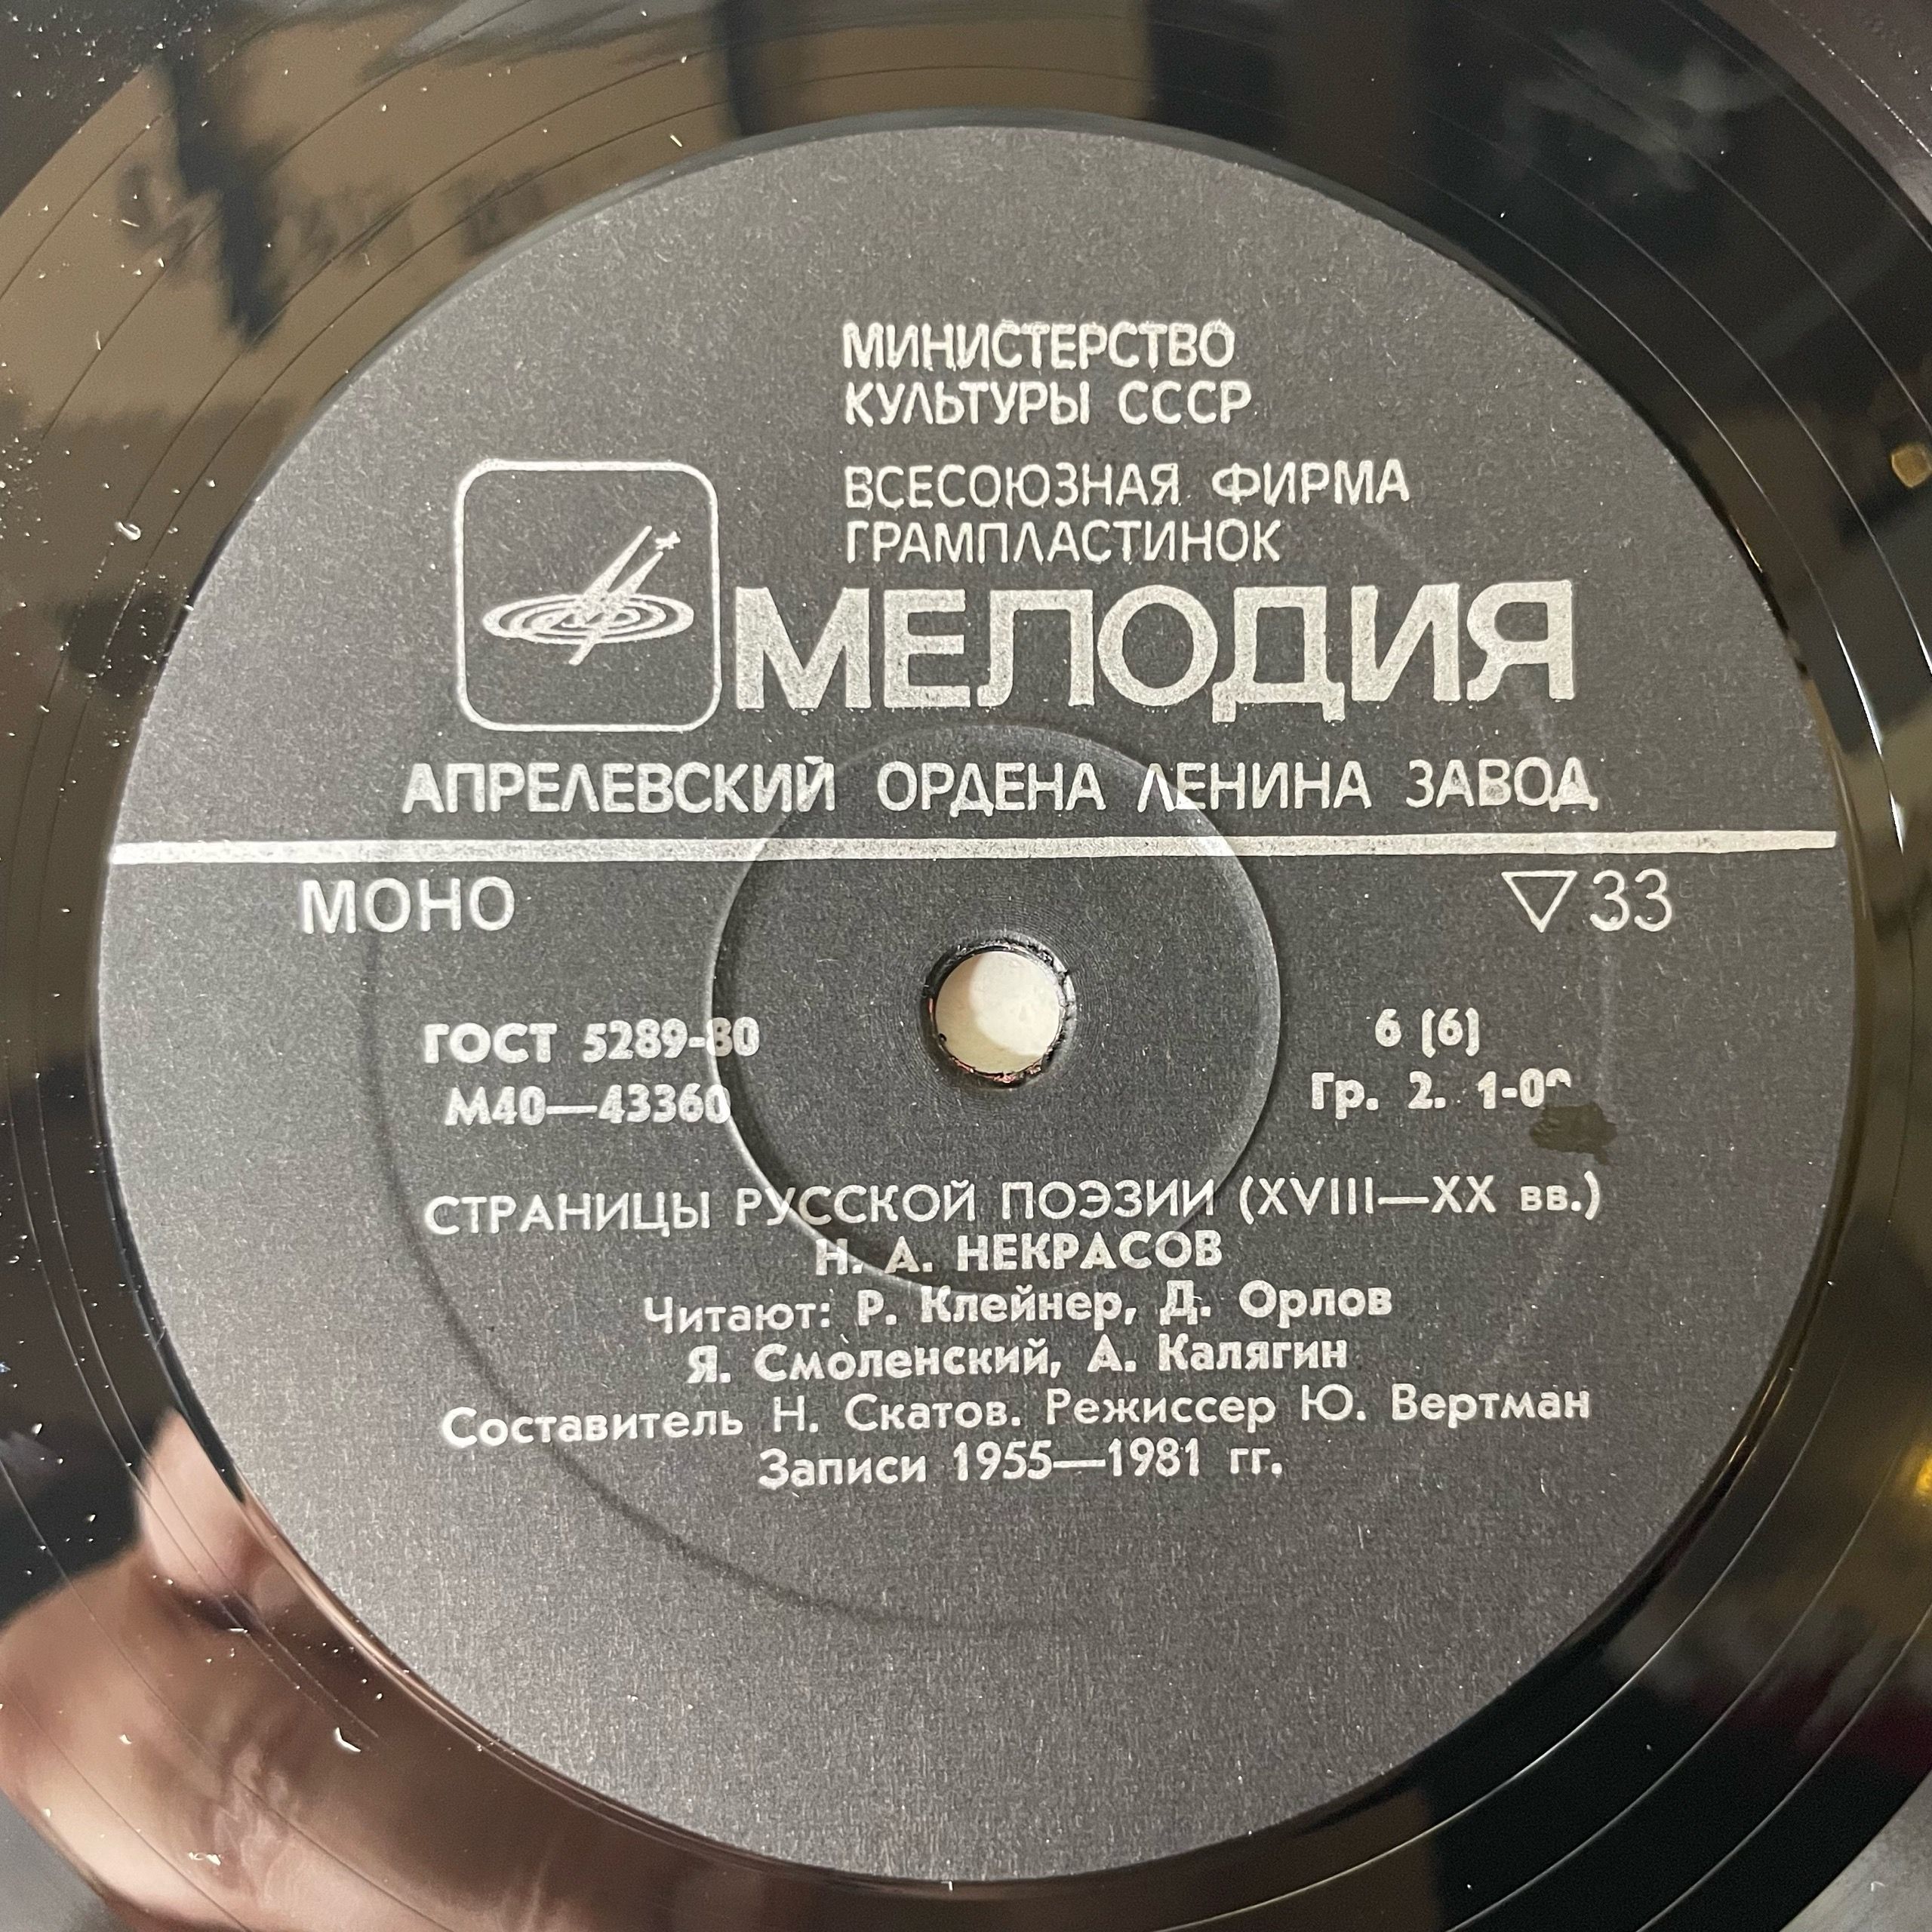 МИНИСТЕРСТВО
КУЛЬТУРЫ СССР
ВСЕСОЮЗНАЯ ФИРМА
ГРАМПЛАСТИНОК
МЕЛОДИЯ
АПРЕЛЕВСКИЙ ОРДЕНА ЛЕНИНА ЗАВОД
МОНО
33
ГОСТ 5289-80
6 (6)
М40—43360
Гр. 2.
СТРАНИЦЫ РУССКОЙ ПОЭЗИИ (XVIII—XX вв.)
Н. А. НЕКРАСОВ
Читают: Р. Клейнер, Д. Орлов
Я. Смоленский, А. Калягин
Составитель Н. Скатов. Режиссер Ю. Вертман
Записи 1955—1981 гг.